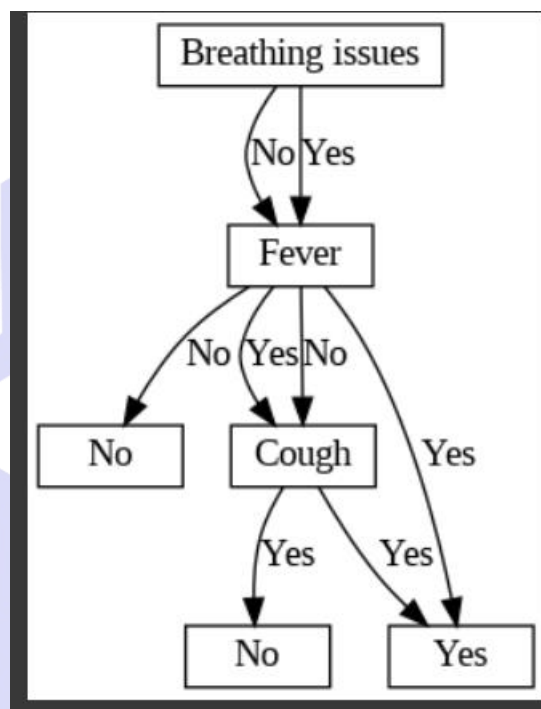 Breathing issues
No Yes
Fever
No Yes No
No Cough Yes
Yes Yes
No Yes